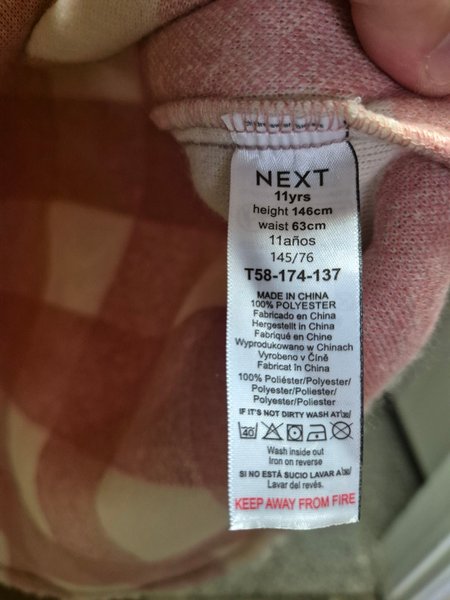 NEXT
11yrs
height 146cm
waist 63cm
11años
145/76
T58-174-137
MADE IN CHINA
100% POLYESTER
Fabricado en China
Hergestellt in China
Fabriqué en Chine
Wyprodukowano w Chinach
Vyrobeno v Číně
Fabricat în China
100% Poliéster/Polyester/
Polyester/Poliester/
Polyester/Poliester
IF IT'S NOT DIRTY WASH AT 30
40
Wash inside out
Iron on reverse
SI NO ESTÁ SUCIO LAVAR A 30
Lavar del revés.
KEEP AWAY FROM FIRE